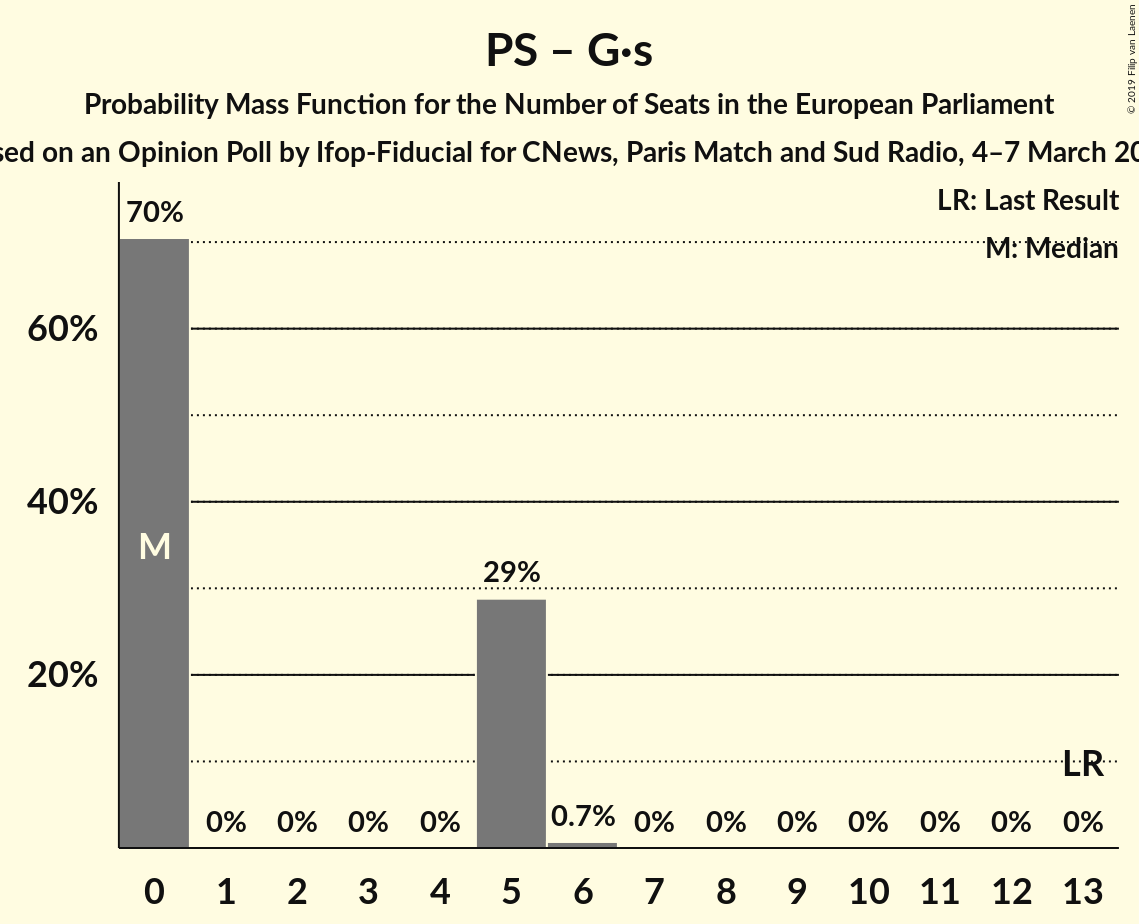 PS – G·s
Probability Mass Function for the Number of Seats in the European Parliament
on an Opinion Poll by Ifop-Fiducial for CNews, Paris Match and Sud Radio, 4–7 March
© 2019 Filip van Laenen
LR: Last Result
M: Median
70%
60%
40%
20%
M
29%
LR
0% 0% 0% 0% 0.7% 0% 0% 0% 0% 0% 0% 0%
0 1 2 3 4 5 6 7 8 9 10 11 12 13